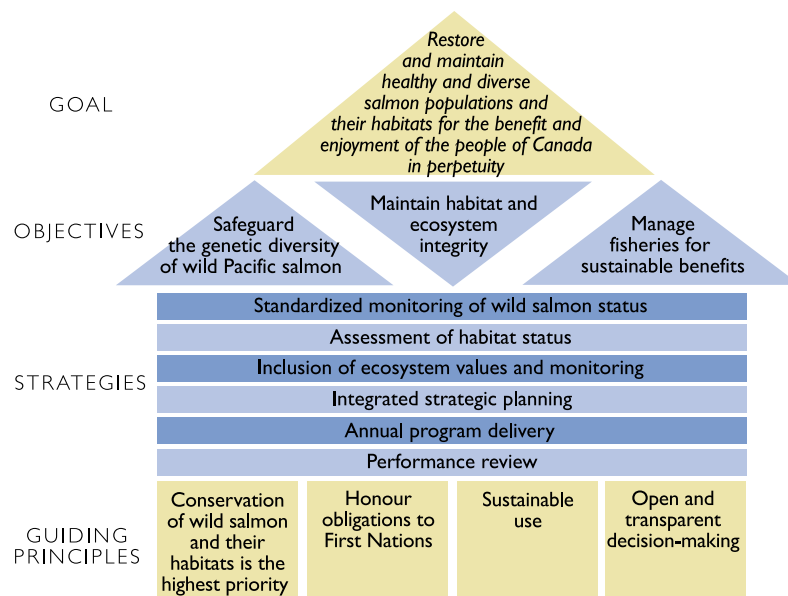 GOAL
Restore
and maintain
healthy and diverse
salmon populations and
their habitats for the benefit and
enjoyment of the people of Canada
in perpetuity
OBJECTIVES
Safeguard
the genetic diversity
of wild Pacific salmon
Maintain habitat and
ecosystem
integrity
Manage
fisheries for
sustainable benefits
STRATEGIES
Standardized monitoring of wild salmon status
Assessment of habitat status
Inclusion of ecosystem values and monitoring
Integrated strategic planning
Annual program delivery
Performance review
GUIDING
PRINCIPLES
Conservation
of wild salmon
and their
habitats is the
highest priority
Honour
obligations to
First Nations
Sustainable
use
Open and
transparent
decision-making